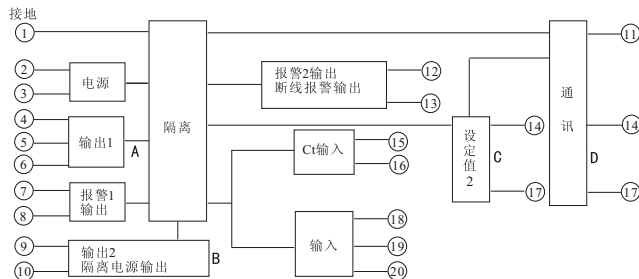 接地
① ⑪
②
③
电源
④
⑤
⑥
输出1
A
⑦
⑧
报警1
输出
⑨
⑩
输出2
隔离电源输出
B
隔离
报警2输出
断线报警输出
⑫
⑬
Ct输入
⑮
⑯
输入
⑱
⑲
⑳
设定值2
C
⑭
⑰
通讯
D
⑭
⑰